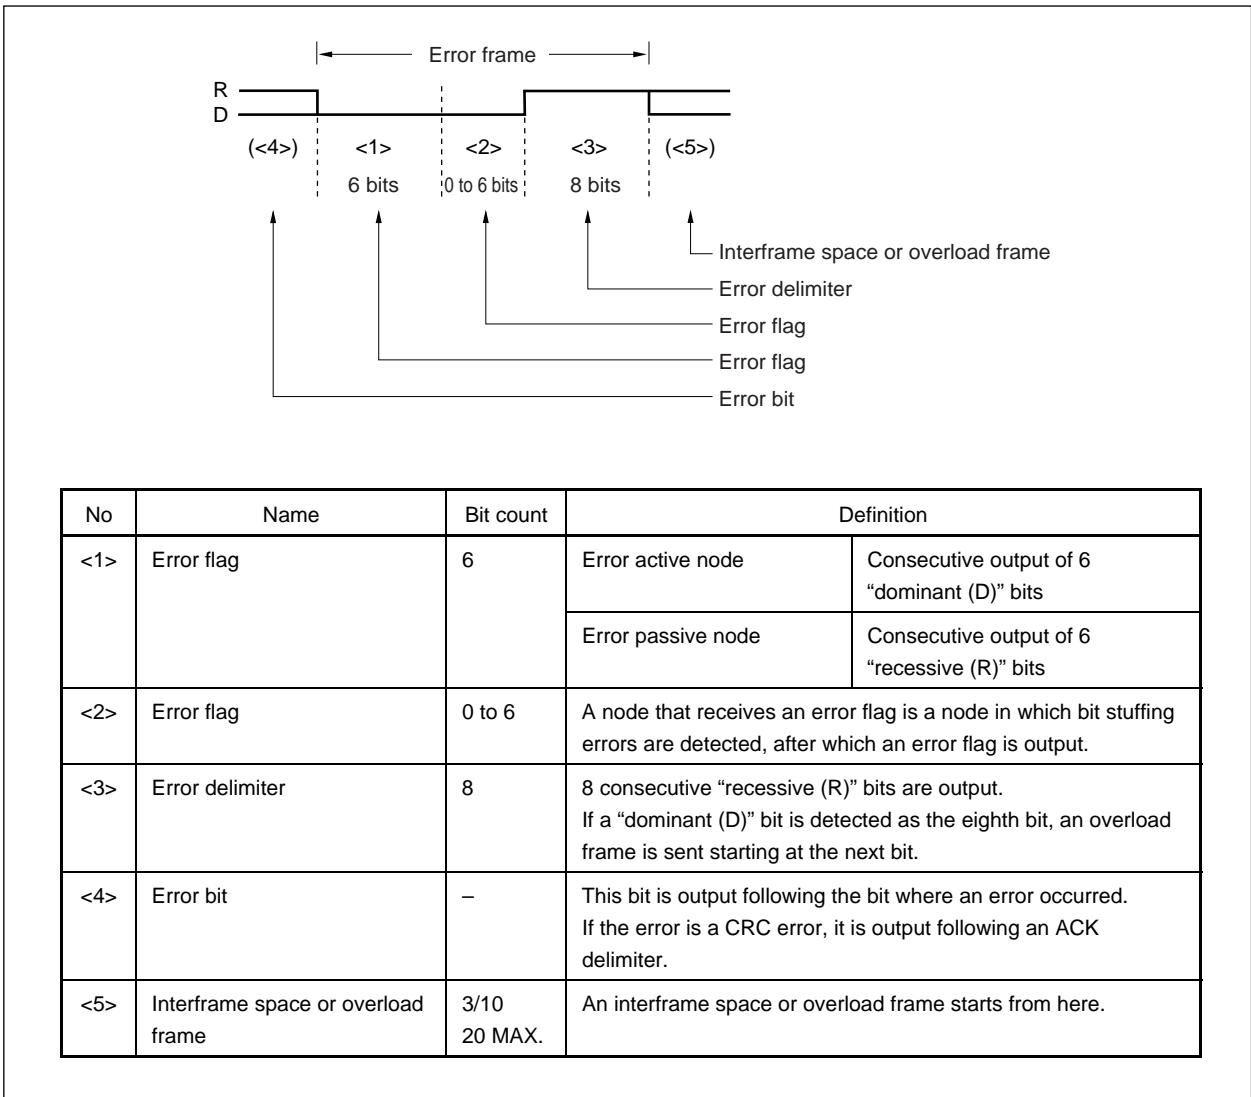 Error frame
R
D
(<4>) <1> <2> <3> (<5>)
6 bits 0 to 6 bits 8 bits
Interframe space or overload frame
Error delimiter
Error flag
Error flag
Error bit
No Name Bit count Definition
<1> Error flag 6 Error active node Consecutive output of 6
“dominant (D)” bits
Error passive node Consecutive output of 6
“recessive (R)” bits
<2> Error flag 0 to 6 A node that receives an error flag is a node in which bit stuffing
errors are detected, after which an error flag is output.
<3> Error delimiter 8 8 consecutive “recessive (R)” bits are output.
If a “dominant (D)” bit is detected as the eighth bit, an overload
frame is sent starting at the next bit.
<4> Error bit – This bit is output following the bit where an error occurred.
If the error is a CRC error, it is output following an ACK
delimiter.
<5> Interframe space or overload 3/10 An interframe space or overload frame starts from here.
frame 20 MAX.